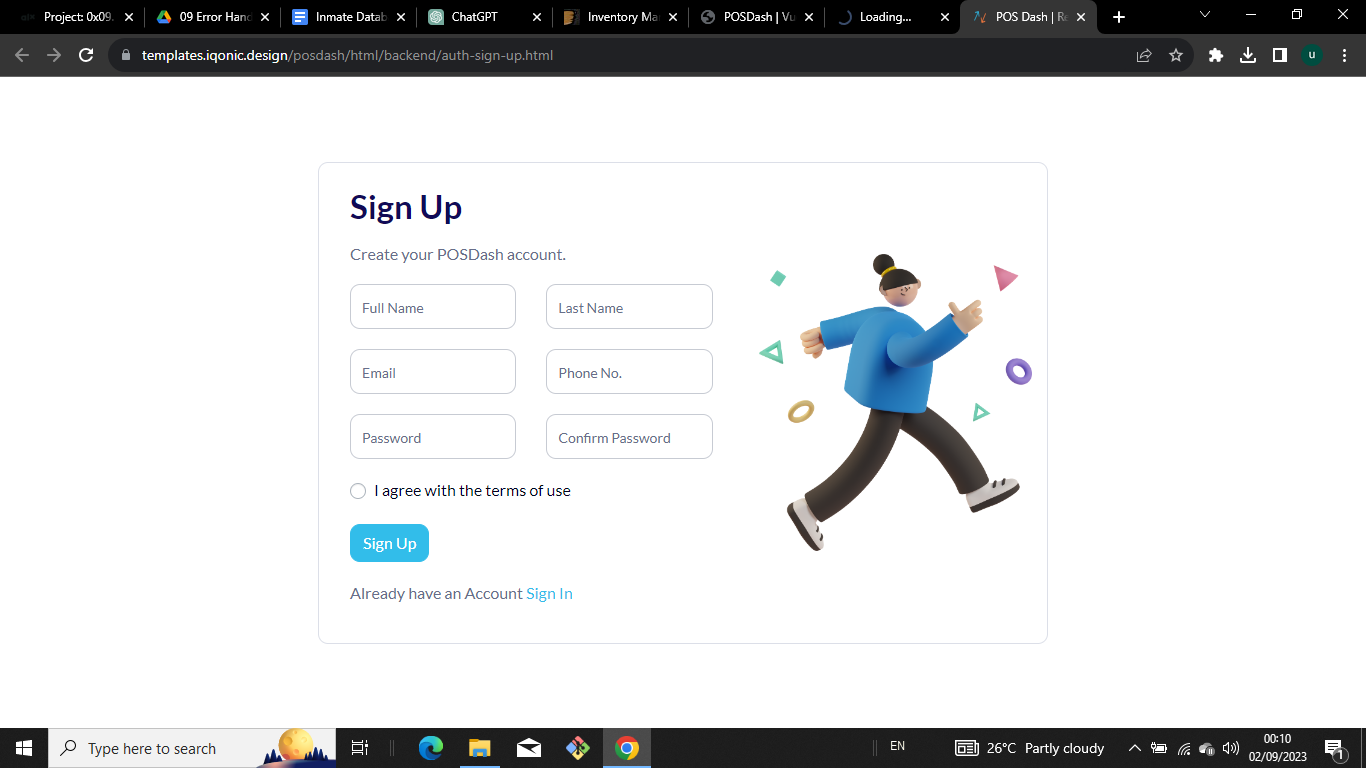 Project: 0x09.
09 Error Hand
Inmate Datab
ChatGPT
Inventory Ma
POSDash | Vu
Loading...
POS Dash | Re
templates.iqonic.design/posdash/html/backend/auth-sign-up.html
u
Sign Up
Create your POSDash account.
Full Name
Last Name
Email
Phone No.
Password
Confirm Password
I agree with the terms of use
Sign Up
Already have an Account Sign In
Type here to search
EN
26°C Partly cloudy
00:10
02/09/2023
1